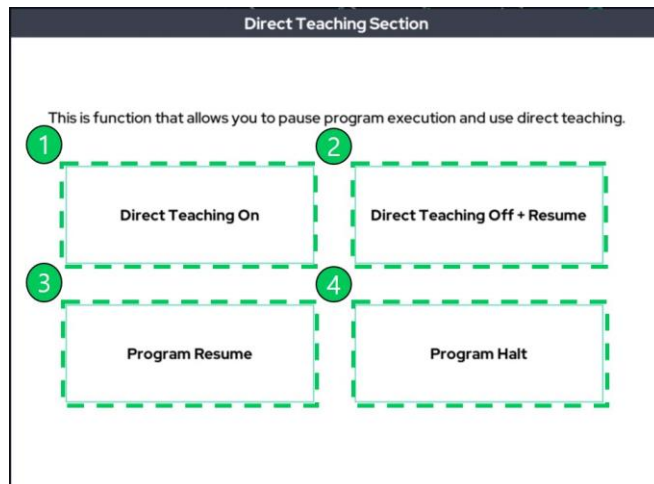 Direct Teaching Section
This is function that allows you to pause program execution and use direct teaching.
1
2
Direct Teaching On
Direct Teaching Off + Resume
3
4
Program Resume
Program Halt